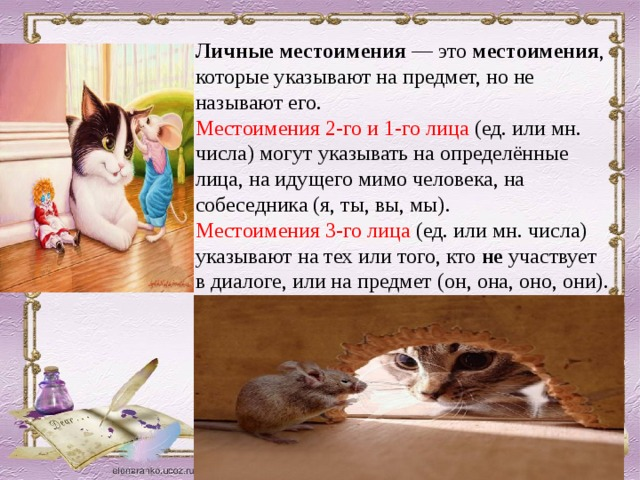 Личные местоимения — это местоимения,
которые указывают на предмет, но не
называют его.
Местоимения 2-го и 1-го лица (ед. или мн.
числа) могут указывать на определённые
лица, на идущего мимо человека, на
собеседника (я, ты, вы, мы).
Местоимения 3-го лица (ед. или мн. числа)
указывают на тех или того, кто не участвует
в диалоге, или на предмет (он, она, оно, они).
Dear
elenaranko.ucoz.ru